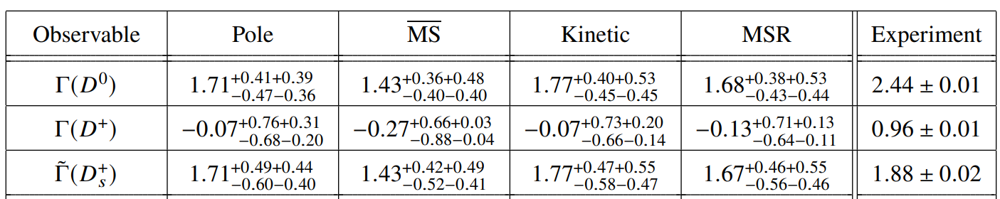 Observable Pole $\overline{\text{MS}}$ Kinetic MSR Experiment
$\Gamma(D^0)$ $1.71^{+0.41+0.39}_{-0.47-0.36}$ $1.43^{+0.36+0.48}_{-0.40-0.40}$ $1.77^{+0.40+0.53}_{-0.45-0.45}$ $1.68^{+0.38+0.53}_{-0.43-0.44}$ $2.44 \pm 0.01$
$\Gamma(D^+)$ $-0.07^{+0.76+0.31}_{-0.68-0.20}$ $-0.27^{+0.66+0.03}_{-0.88-0.04}$ $-0.07^{+0.73+0.20}_{-0.66-0.14}$ $-0.13^{+0.71+0.13}_{-0.64-0.11}$ $0.96 \pm 0.01$
$\tilde{\Gamma}(D_s^+)$ $1.71^{+0.49+0.44}_{-0.60-0.40}$ $1.43^{+0.42+0.49}_{-0.52-0.41}$ $1.77^{+0.47+0.55}_{-0.58-0.47}$ $1.67^{+0.46+0.55}_{-0.56-0.46}$ $1.88 \pm 0.02$